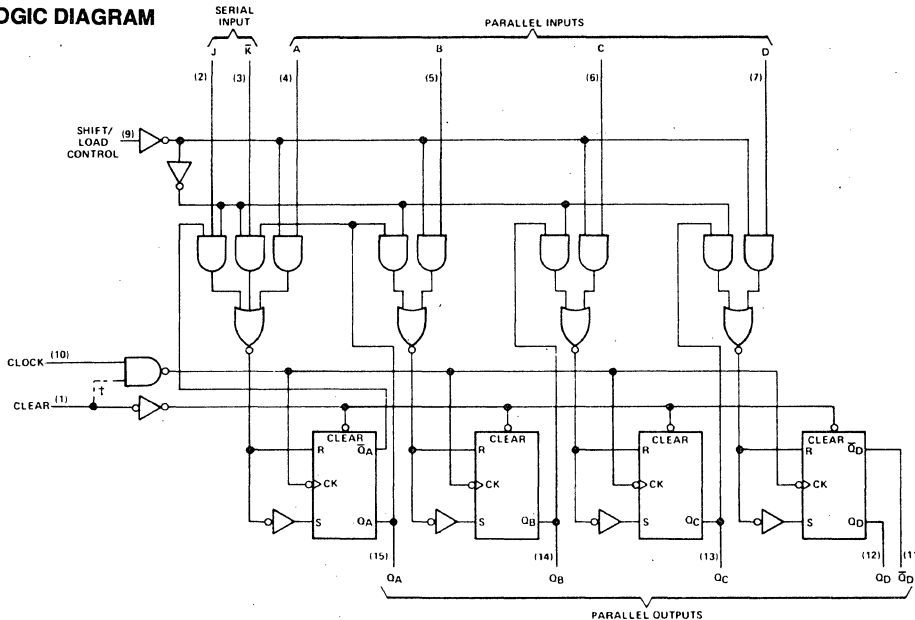 OGIC DIAGRAM
SERIAL
INPUT
PARALLEL INPUTS
J K̅ A B C D
(2) (3) (4) (5) (6) (7)
SHIFT/
LOAD
CONTROL
(9)
CLOCK (10)
†
CLEAR (1)
CLEAR CLEAR CLEAR CLEAR
R Q̅A R R R Q̅D
CK CK CK CK
S QA S QB S QC S QD
(15) (14) (13) (12) (11
QA QB QC QD Q̅D
PARALLEL OUTPUTS